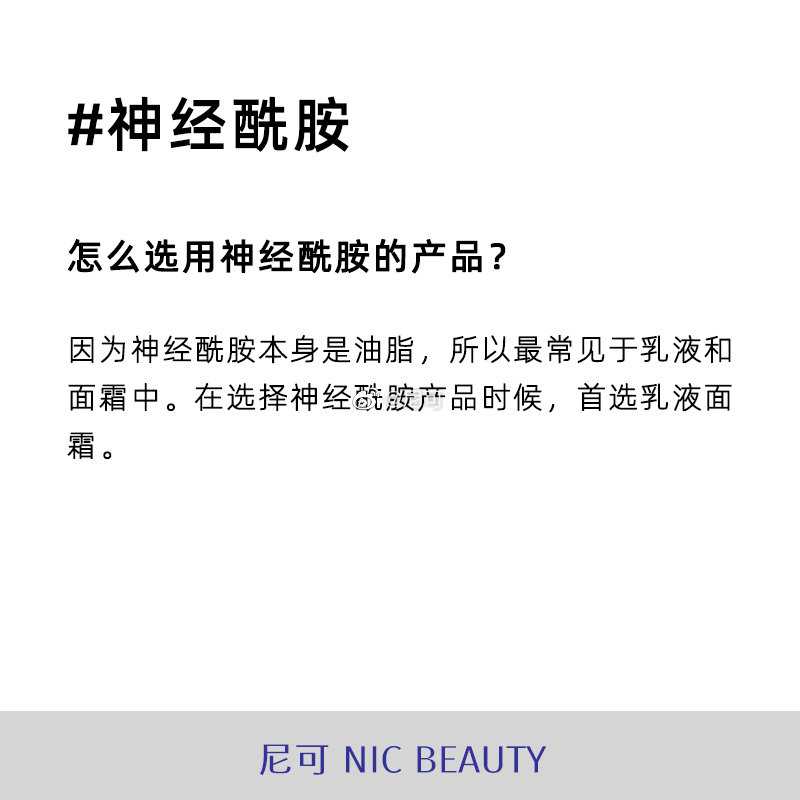 #神经酰胺
怎么选用神经酰胺的产品？
因为神经酰胺本身是油脂，所以最常见于乳液和
面霜中。在选择神经酰胺产品时候，首选乳液面
霜。
尼可 NIC BEAUTY